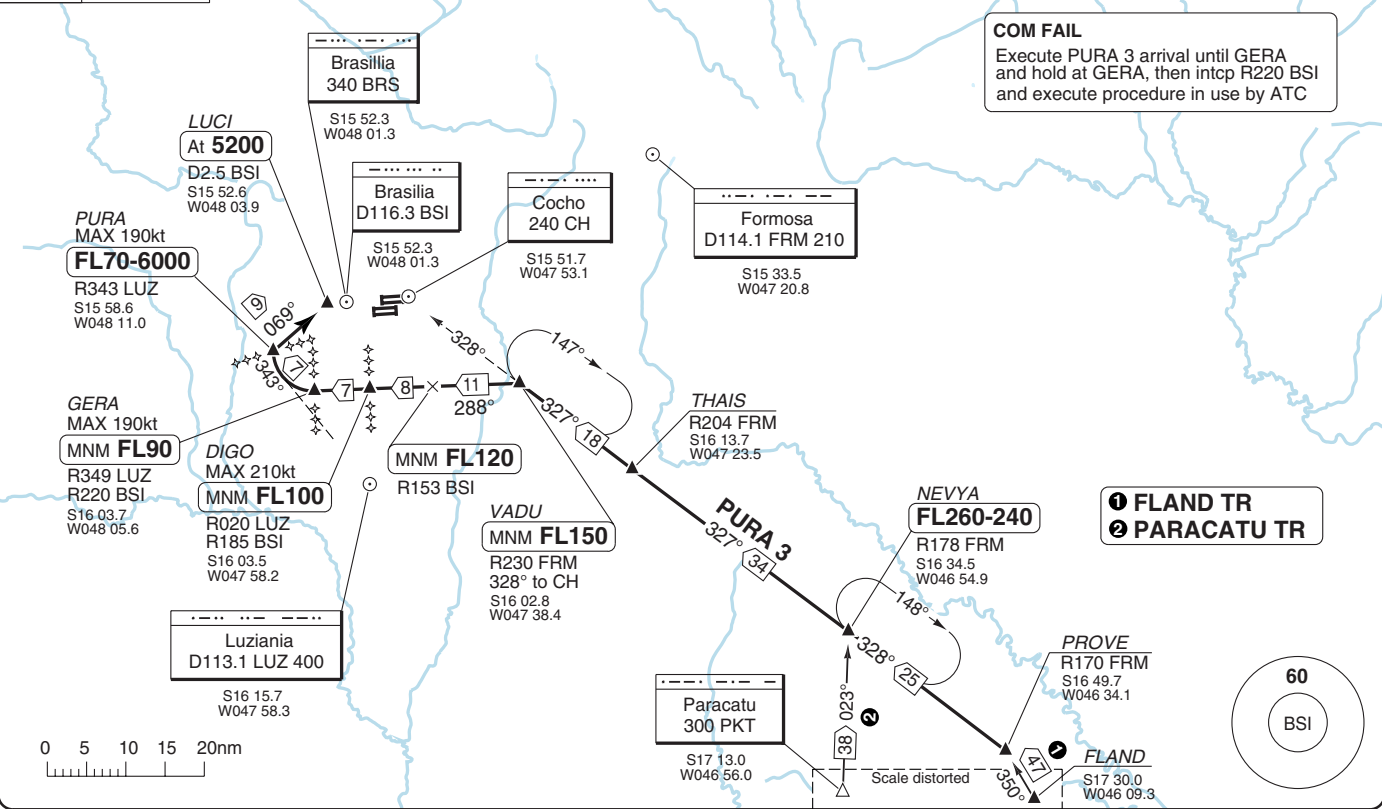 COM FAIL
Execute PURA 3 arrival until GERA
and hold at GERA, then intcp R220 BSI
and execute procedure in use by ATC
Brasillia
340 BRS
S15 52.3
W048 01.3
LUCI
At 5200
D2.5 BSI
S15 52.6
W048 03.9
Brasilia
D116.3 BSI
S15 52.3
W048 01.3
Cocho
240 CH
S15 51.7
W047 53.1
Formosa
D114.1 FRM 210
S15 33.5
W047 20.8
PURA
MAX 190kt
FL70-6000
R343 LUZ
S15 58.6
W048 11.0
9
069°
7
343°
7
8
11
288°
328°
147°
327°
18
THAIS
R204 FRM
S16 13.7
W047 23.5
GERA
MAX 190kt
MNM FL90
R349 LUZ
R220 BSI
S16 03.7
W048 05.6
DIGO
MAX 210kt
MNM FL100
R020 LUZ
R185 BSI
S16 03.5
W047 58.2
MNM FL120
R153 BSI
VADU
MNM FL150
R230 FRM
328° to CH
S16 02.8
W047 38.4
PURA 3
327°
34
NEVYA
FL260-240
R178 FRM
S16 34.5
W046 54.9
1 FLAND TR
2 PARACATU TR
148°
328°
25
PROVE
R170 FRM
S16 49.7
W046 34.1
Luziania
D113.1 LUZ 400
S16 15.7
W047 58.3
Paracatu
300 PKT
S17 13.0
W046 56.0
023°
2
38
Scale distorted
1
47
350°
FLAND
S17 30.0
W046 09.3
60
BSI
0 5 10 15 20nm